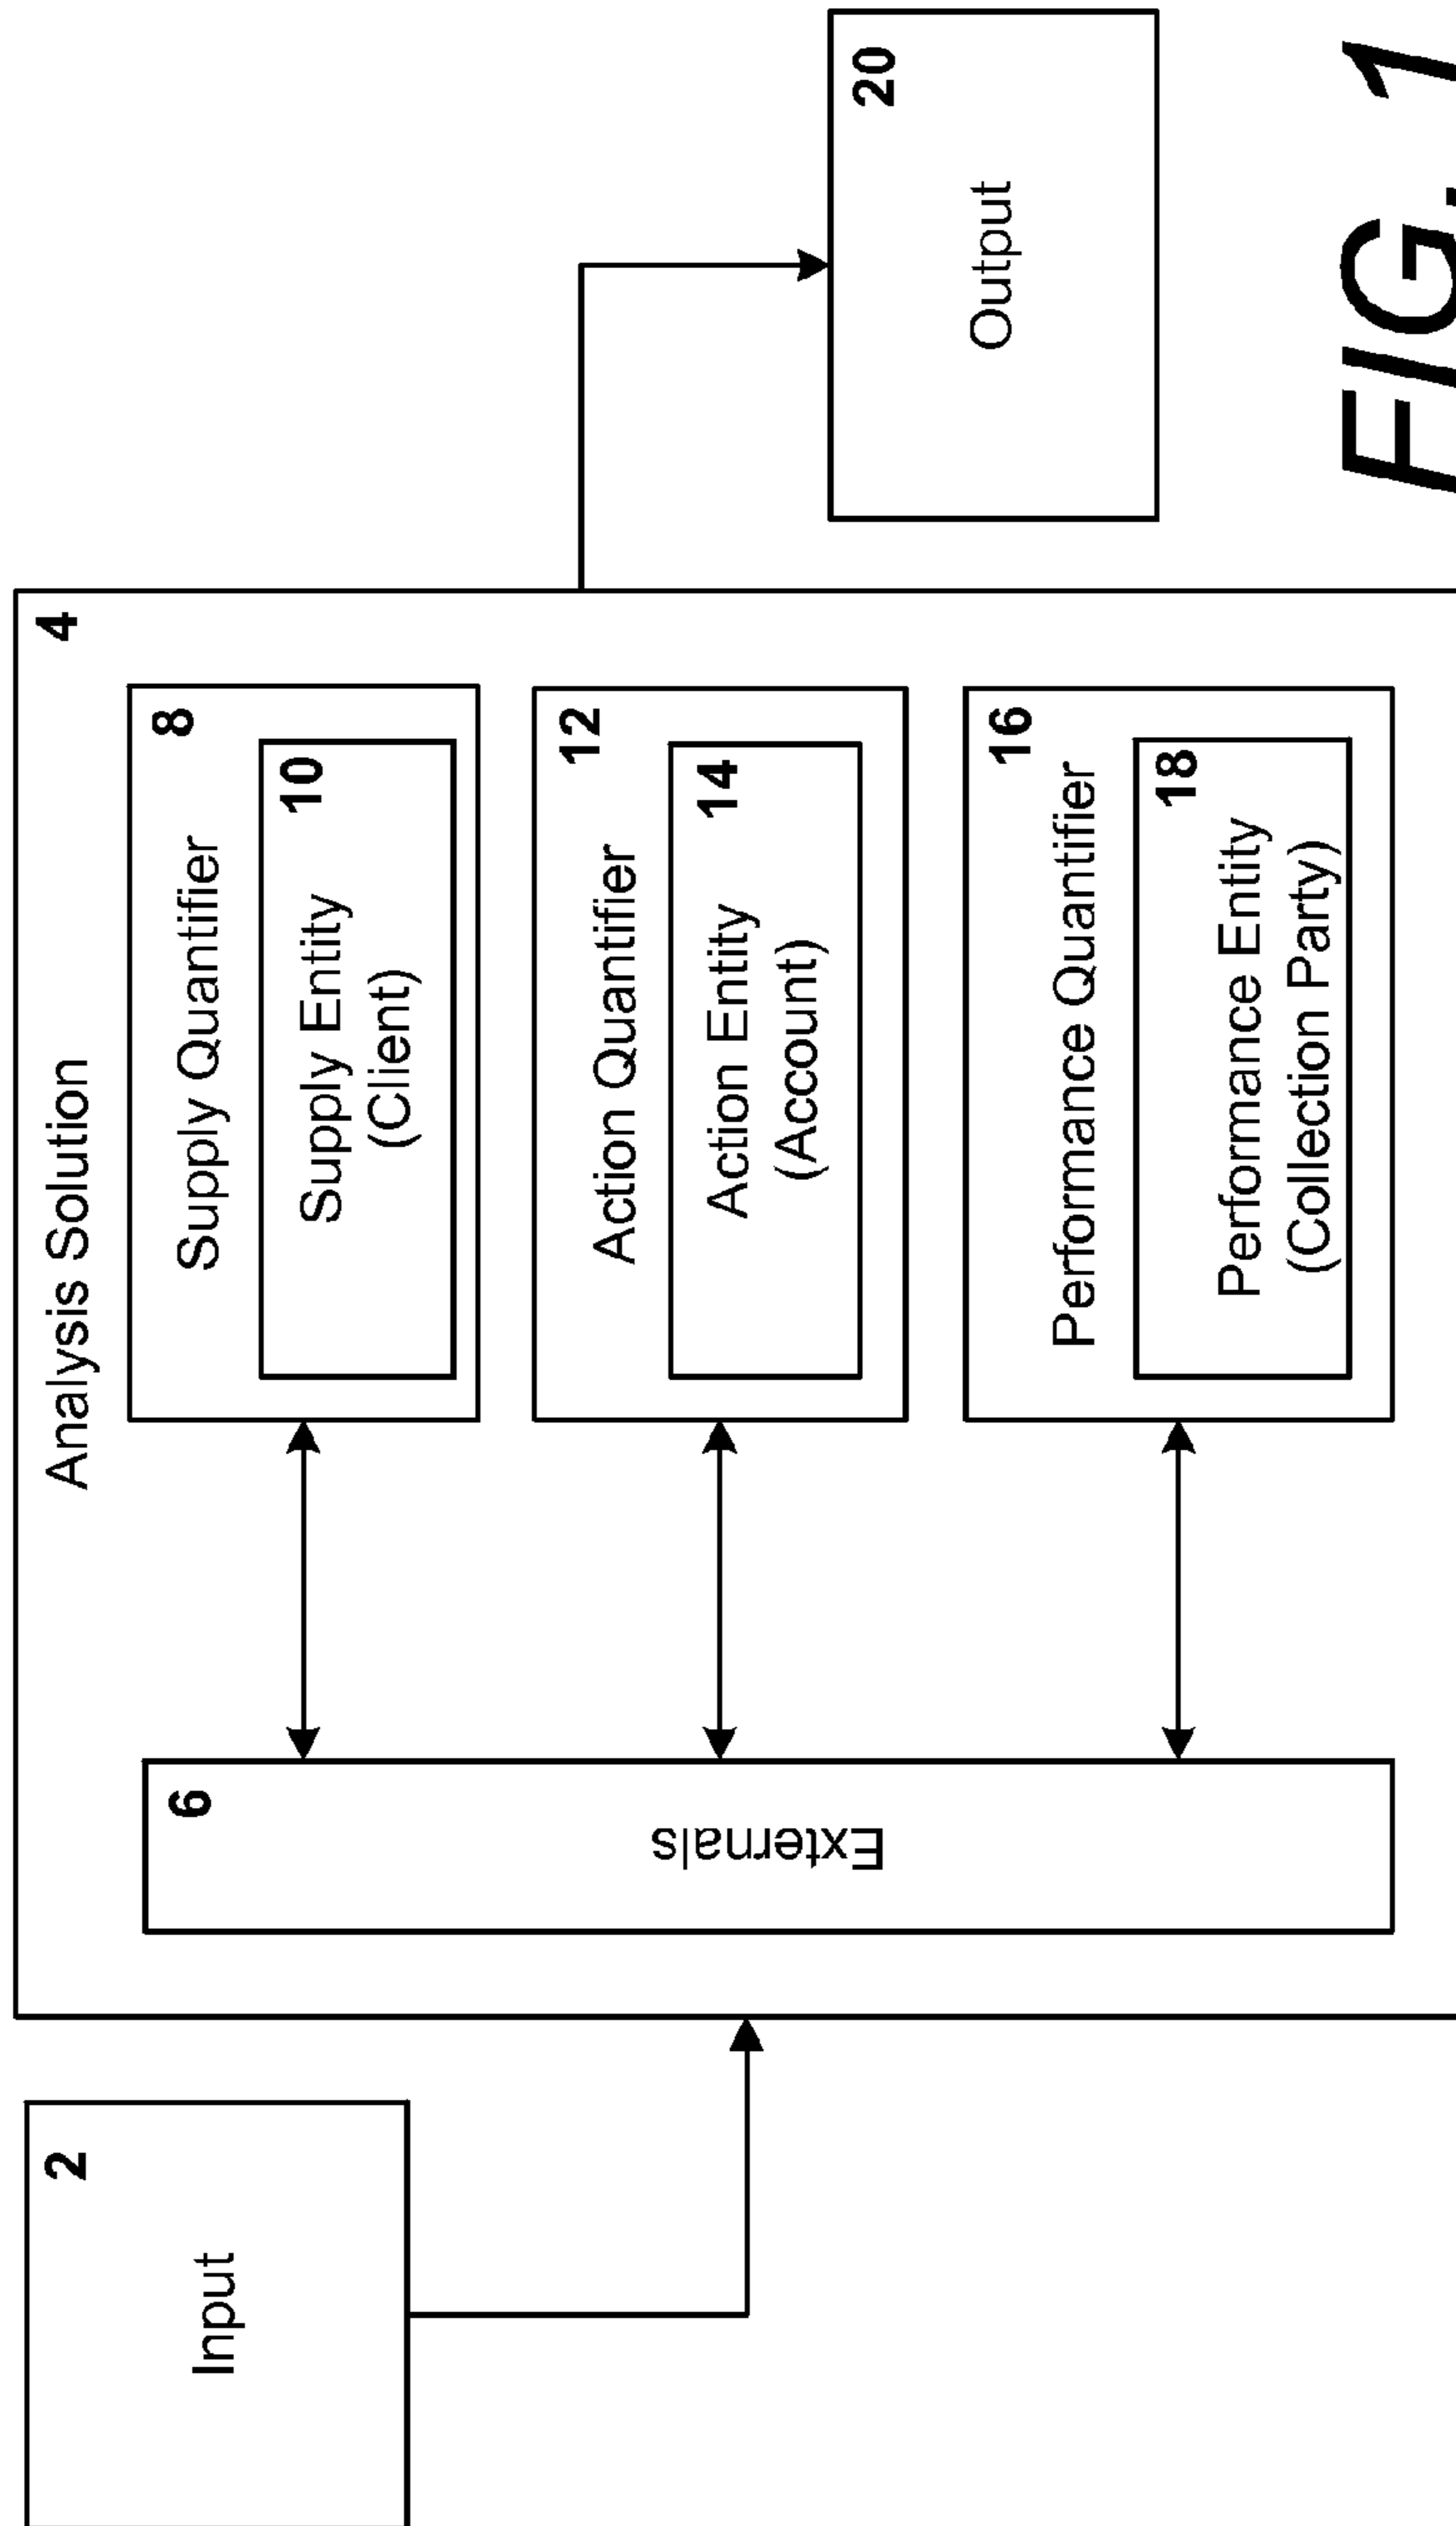 2
Input
Analysis Solution
4
6
Externals
8
Supply Quantifier
10
Supply Entity
(Client)
12
Action Quantifier
14
Action Entity
(Account)
16
Performance Quantifier
18
Performance Entity
(Collection Party)
20
Output
FIG. 1